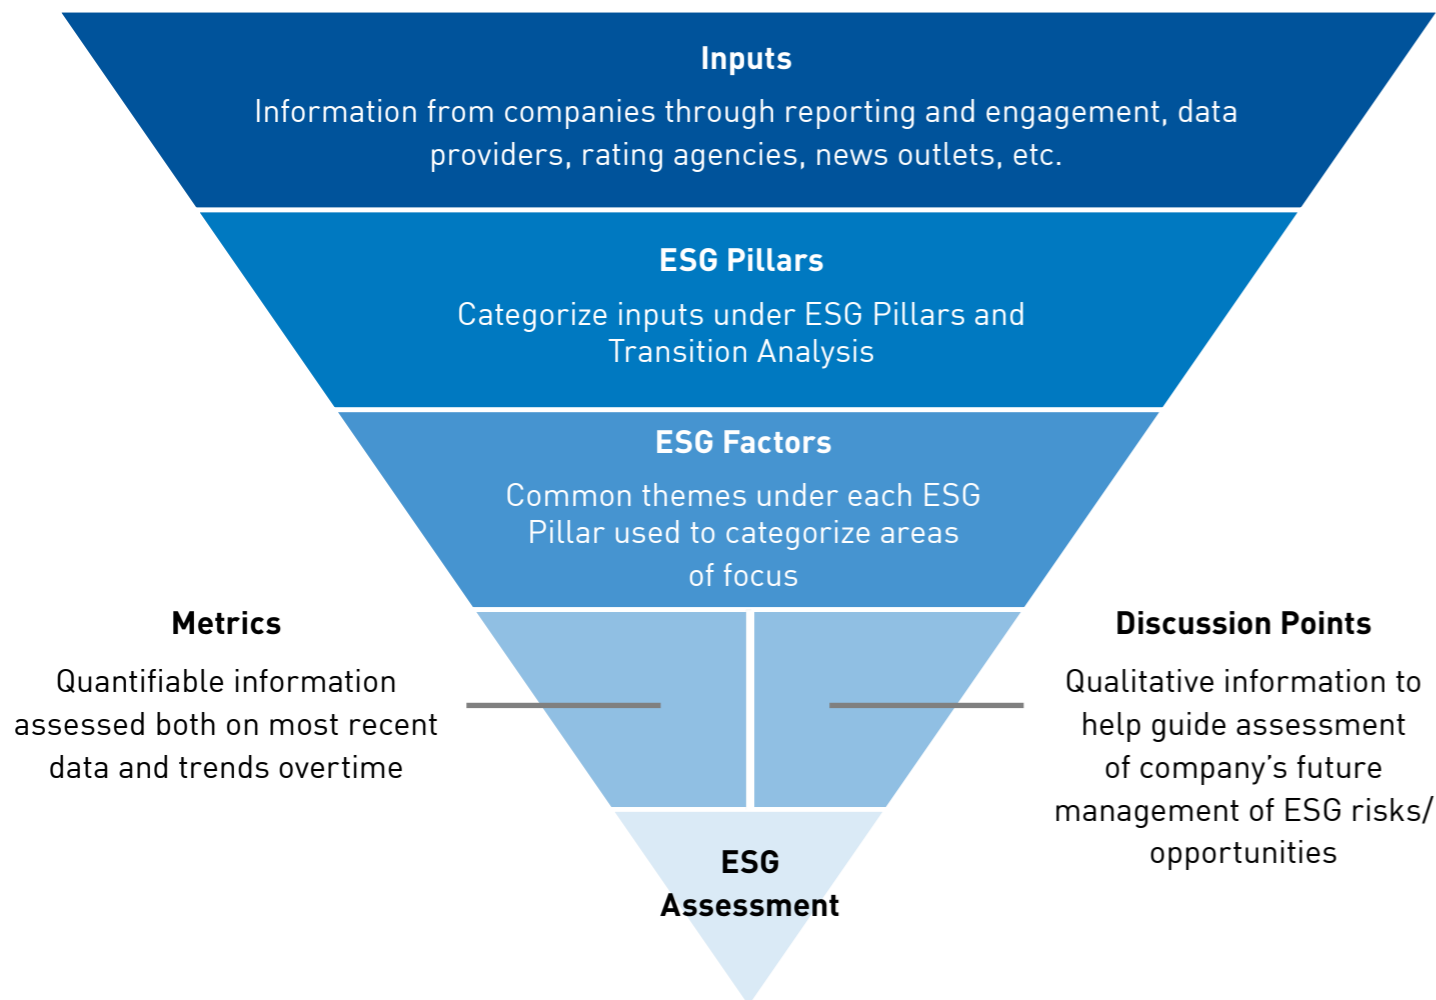 Inputs
Information from companies through reporting and engagement, data
providers, rating agencies, news outlets, etc.
ESG Pillars
Categorize inputs under ESG Pillars and
Transition Analysis
ESG Factors
Common themes under each ESG
Pillar used to categorize areas
of focus
Metrics
Quantifiable information
assessed both on most recent
data and trends overtime
Discussion Points
Qualitative information to
help guide assessment
of company’s future
management of ESG risks/
opportunities
ESG
Assessment